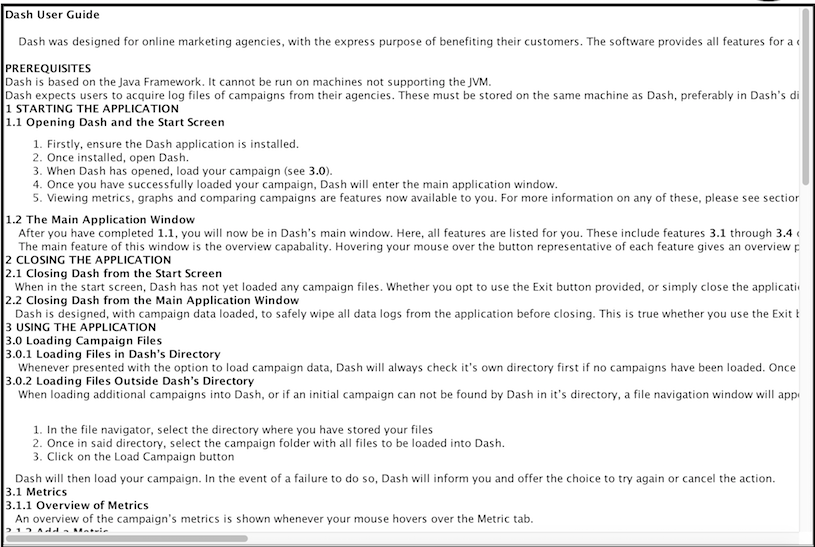 Dash User Guide
Dash was designed for online marketing agencies, with the express purpose of benefiting their customers. The software provides all features for a
PREREQUISITES
Dash is based on the Java Framework. It cannot be run on machines not supporting the JVM.
Dash expects users to acquire log files of campaigns from their agencies. These must be stored on the same machine as Dash, preferably in Dash's di
1 STARTING THE APPLICATION
1.1 Opening Dash and the Start Screen
1. Firstly, ensure the Dash application is installed.
2. Once installed, open Dash.
3. When Dash has opened, load your campaign (see 3.0).
4. Once you have successfully loaded your campaign, Dash will enter the main application window.
5. Viewing metrics, graphs and comparing campaigns are features now available to you. For more information on any of these, please see section
1.2 The Main Application Window
After you have completed 1.1, you will now be in Dash's main window. Here, all features are listed for you. These include features 3.1 through 3.4
The main feature of this window is the overview capabality. Hovering your mouse over the button representative of each feature gives an overview p
2 CLOSING THE APPLICATION
2.1 Closing Dash from the Start Screen
When in the start screen, Dash has not yet loaded any campaign files. Whether you opt to use the Exit button provided, or simply close the applicati
2.2 Closing Dash from the Main Application Window
Dash is designed, with campaign data loaded, to safely wipe all data logs from the application before closing. This is true whether you use the Exit b
3 USING THE APPLICATION
3.0 Loading Campaign Files
3.0.1 Loading Files in Dash's Directory
Whenever presented with the option to load campaign data, Dash will always check it's own directory first if no campaigns have been loaded. Once
3.0.2 Loading Files Outside Dash's Directory
When loading additional campaigns into Dash, or if an initial campaign can not be found by Dash in it's directory, a file navigation window will appe
1. In the file navigator, select the directory where you have stored your files
2. Once in said directory, select the campaign folder with all files to be loaded into Dash.
3. Click on the Load Campaign button
Dash will then load your campaign. In the event of a failure to do so, Dash will inform you and offer the choice to try again or cancel the action.
3.1 Metrics
3.1.1 Overview of Metrics
An overview of the campaign's metrics is shown whenever your mouse hovers over the Metric tab.
3.1.2 Add a Metric